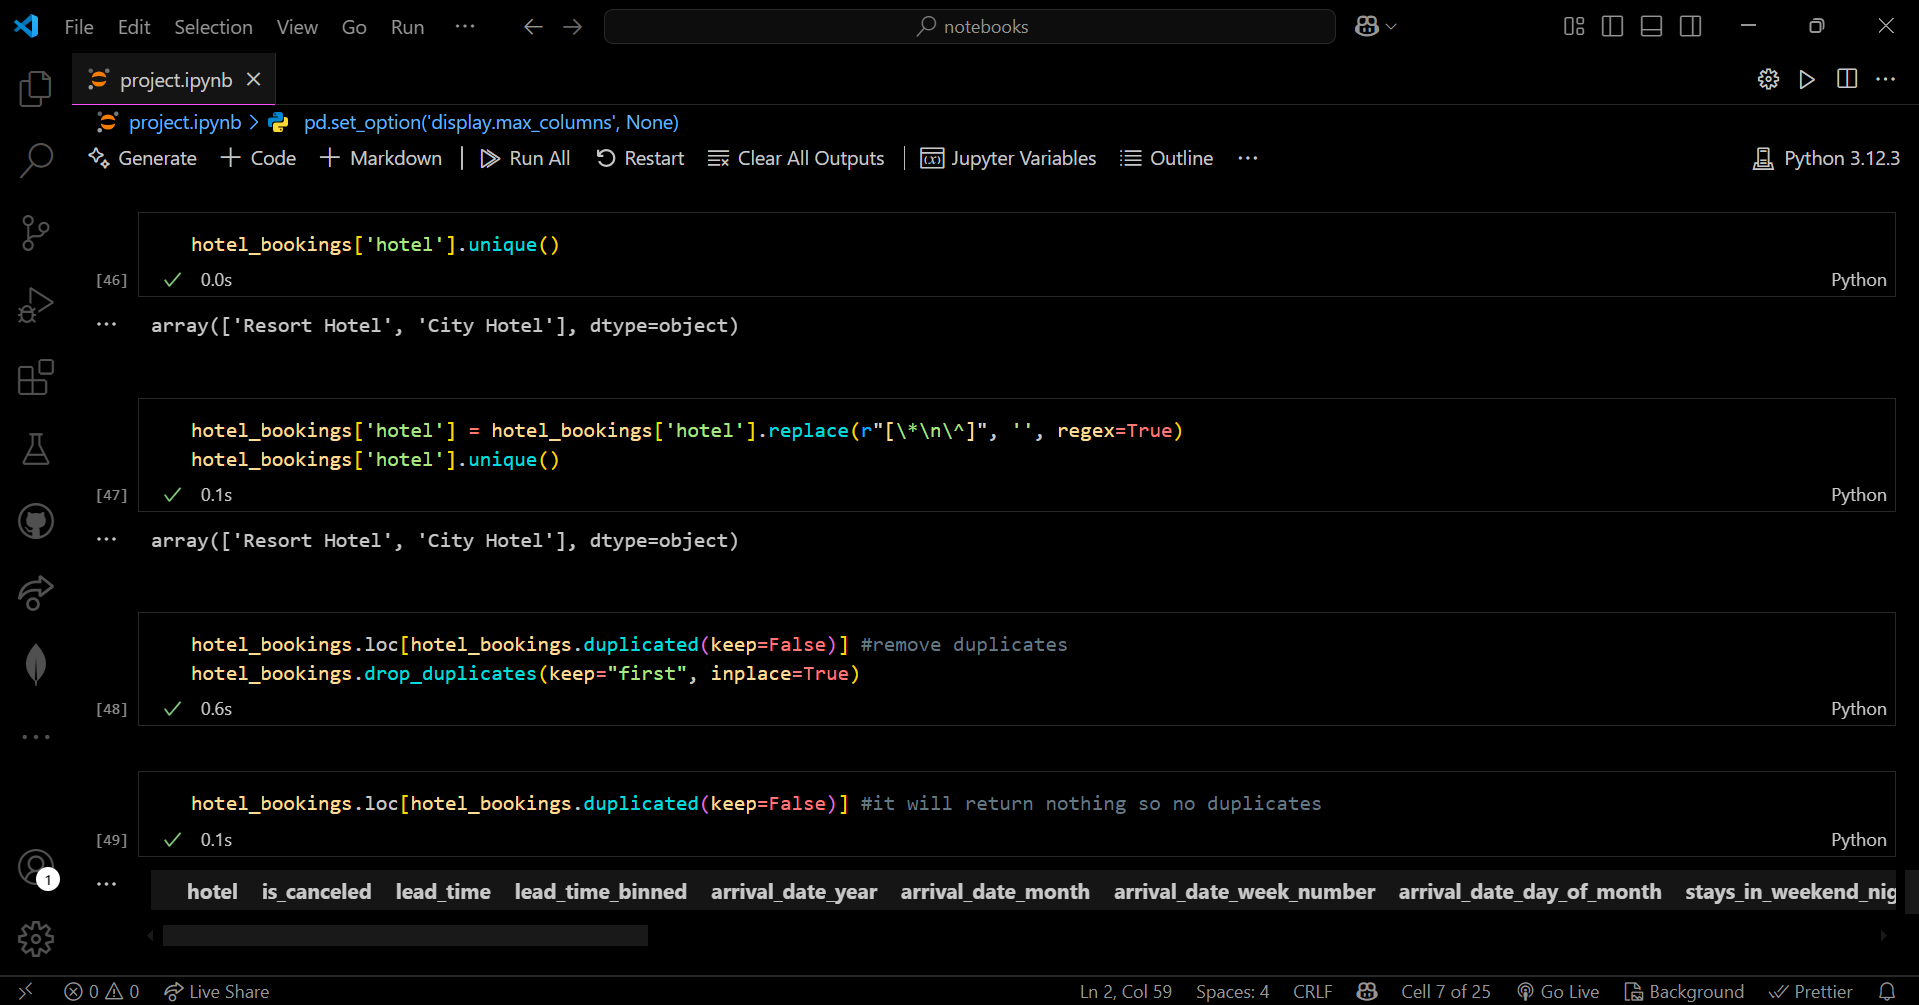 File Edit Selection View Go Run ··· notebooks
project.ipynb
project.ipynb > pd.set_option('display.max_columns', None)
Generate + Code + Markdown | Run All Restart Clear All Outputs | Jupyter Variables Outline ··· Python 3.12.3
hotel_bookings['hotel'].unique()
[46] ✓ 0.0s Python
··· array(['Resort Hotel', 'City Hotel'], dtype=object)
hotel_bookings['hotel'] = hotel_bookings['hotel'].replace(r"[\*\n\^]", '', regex=True)
hotel_bookings['hotel'].unique()
[47] ✓ 0.1s Python
··· array(['Resort Hotel', 'City Hotel'], dtype=object)
hotel_bookings.loc[hotel_bookings.duplicated(keep=False)] #remove duplicates
hotel_bookings.drop_duplicates(keep="first", inplace=True)
[48] ✓ 0.6s Python
hotel_bookings.loc[hotel_bookings.duplicated(keep=False)] #it will return nothing so no duplicates
[49] ✓ 0.1s Python
··· hotel is_canceled lead_time lead_time_binned arrival_date_year arrival_date_month arrival_date_week_number arrival_date_day_of_month stays_in_weekend_nig
1
0 0 Live Share Ln 2, Col 59 Spaces: 4 CRLF Cell 7 of 25 Go Live Background Prettier